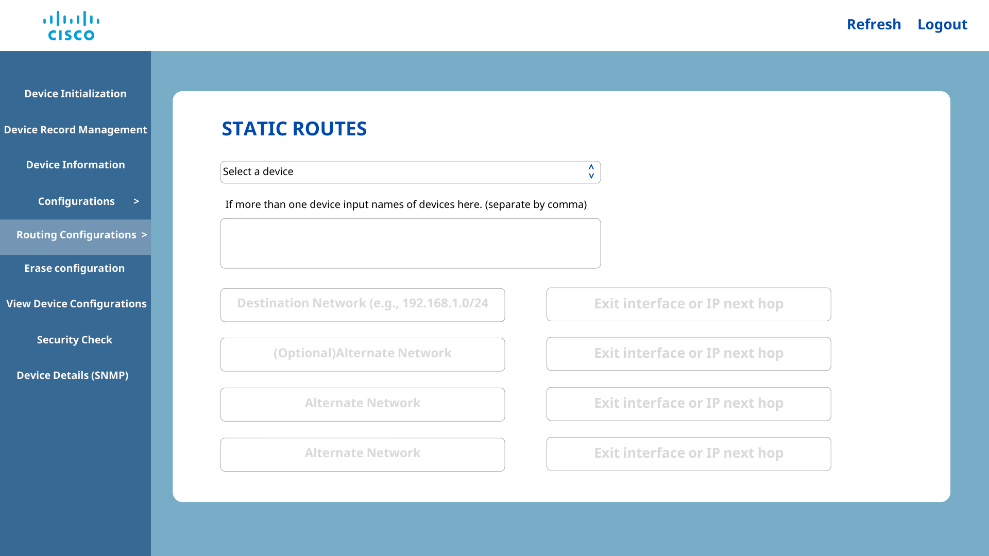 CISCO
Refresh Logout
Device Initialization
Device Record Management
Device Information
Configurations >
Routing Configurations >
Erase configuration
View Device Configurations
Security Check
Device Details (SNMP)
STATIC ROUTES
Select a device
If more than one device input names of devices here. (separate by comma)
Destination Network (e.g., 192.168.1.0/24 Exit interface or IP next hop
(Optional)Alternate Network Exit interface or IP next hop
Alternate Network Exit interface or IP next hop
Alternate Network Exit interface or IP next hop